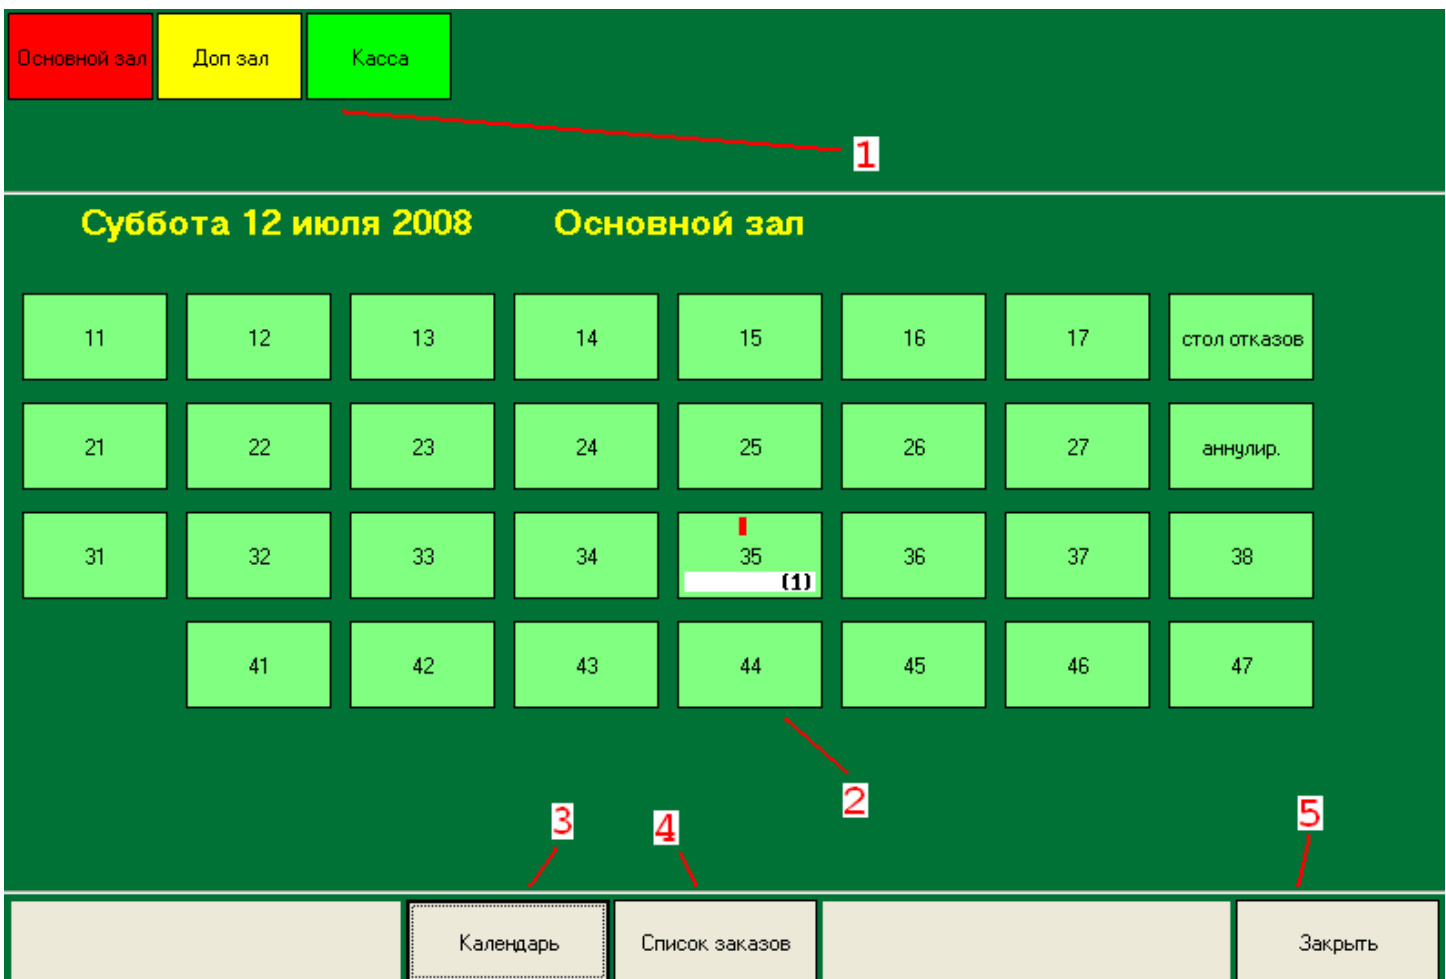 Основной зал Доп зал Касса
1
Суббота 12 июля 2008 Основной зал
11 12 13 14 15 16 17 стол отказов
21 22 23 24 25 26 27 аннулир.
31 32 33 34 35 36 37 38
(1)
41 42 43 44 45 46 47
2
3 4 5
Календарь Список заказов Закрыть